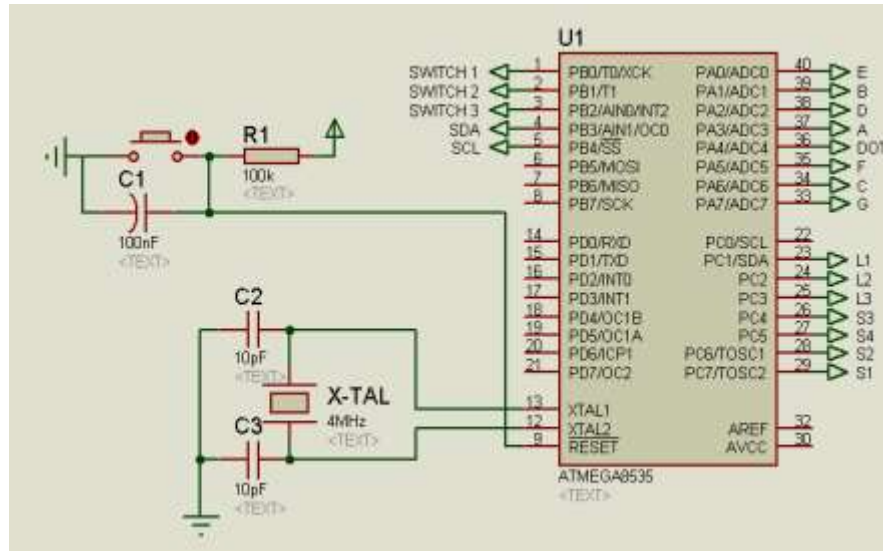 U1
SWITCH 1 1 PB0/T0/XCK PA0/ADC0 40 E
SWITCH 2 2 PB1/T1 PA1/ADC1 39 B
SWITCH 3 3 PB2/AIN0/INT2 PA2/ADC2 38 D
SDA 4 PB3/AIN1/OC0 PA3/ADC3 37 A
SCL 5 PB4/SS PA4/ADC4 36 DOT
6 PB5/MOSI PA5/ADC5 35 F
7 PB6/MISO PA6/ADC6 34 C
8 PB7/SCK PA7/ADC7 33 G
14 PD0/RXD PC0/SCL 22
15 PD1/TXD PC1/SDA 23 L1
16 PD2/INT0 PC2 24 L2
17 PD3/INT1 PC3 25 L3
18 PD4/OC1B PC4 26 S3
19 PD5/OC1A PC5 27 S4
20 PD6/ICP1 PC6/TOSC1 28 S2
21 PD7/OC2 PC7/TOSC2 29 S1
13 XTAL1
12 XTAL2 AREF 32
9 RESET AVCC 30
ATMEGA8535
<TEXT>
R1
100k
<TEXT>
C1
100nF
<TEXT>
C2
10pF
<TEXT>
X-TAL
4MHz
<TEXT>
C3
10pF
<TEXT>